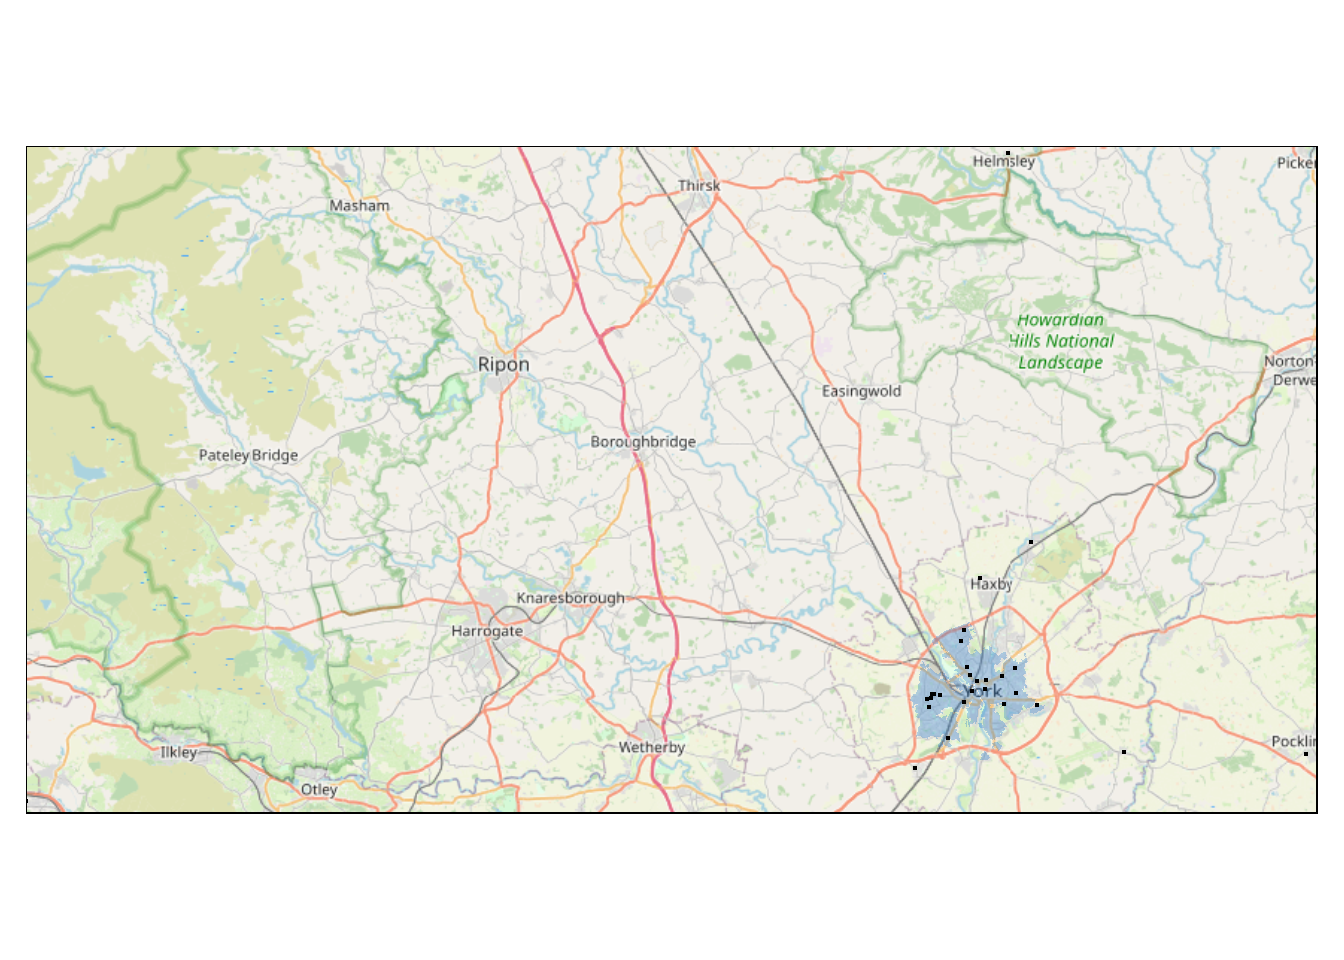 Helmsley
Picke
Thirsk
Masham
Howardian
Hills National
Landscape
Ripon
Norton-
Derwe
Easingwold
Boroughbridge
Pateley Bridge
Haxby
Knaresborough
Harrogate
York
Ilkley
Wetherby
Pocklin
Otley